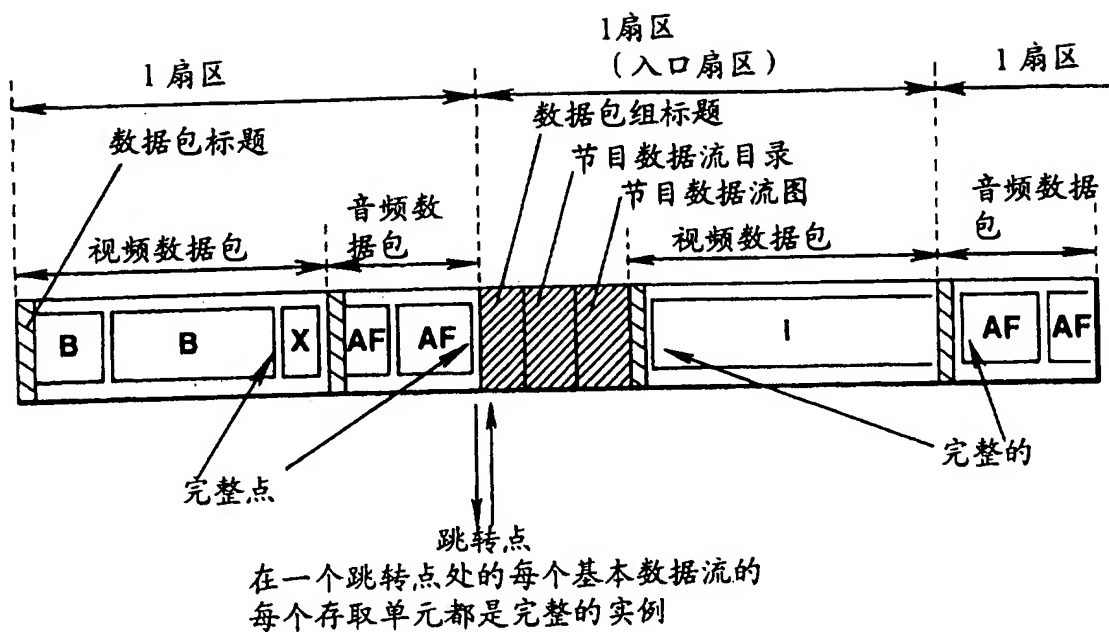 1扇区
1扇区
（入口扇区）
1扇区
数据包标题
数据包组标题
节目数据流目录
节目数据流图
视频数据包
音频数
据包
视频数据包
音频数据
包
B
B
X
AF
AF
I
AF
AF
完整点
完整的
跳转点
在一个跳转点处的每个基本数据流的
每个存取单元都是完整的实例